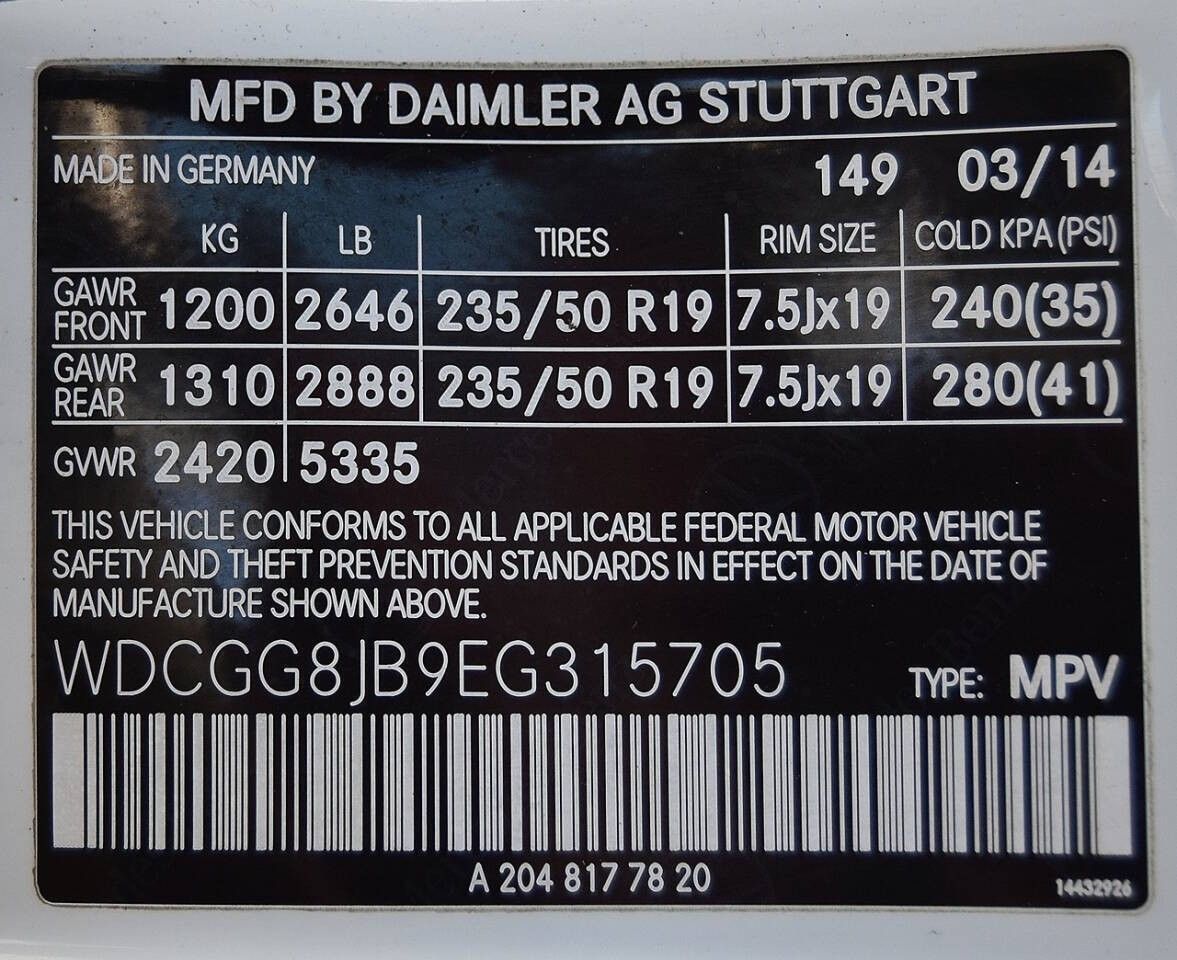 MFD BY DAIMLER AG STUTTGART
MADE IN GERMANY 149 03/14
KG LB TIRES RIM SIZE COLD KPA (PSI)
GAWR FRONT 1200 2646 235/50 R19 7.5Jx19 240(35)
GAWR REAR 1310 2888 235/50 R19 7.5Jx19 280(41)
GVWR 2420 5335
THIS VEHICLE CONFORMS TO ALL APPLICABLE FEDERAL MOTOR VEHICLE
SAFETY AND THEFT PREVENTION STANDARDS IN EFFECT ON THE DATE OF
MANUFACTURE SHOWN ABOVE.
WDCGG8JB9EG315705 TYPE: MPV
A 204 817 78 20 14432926